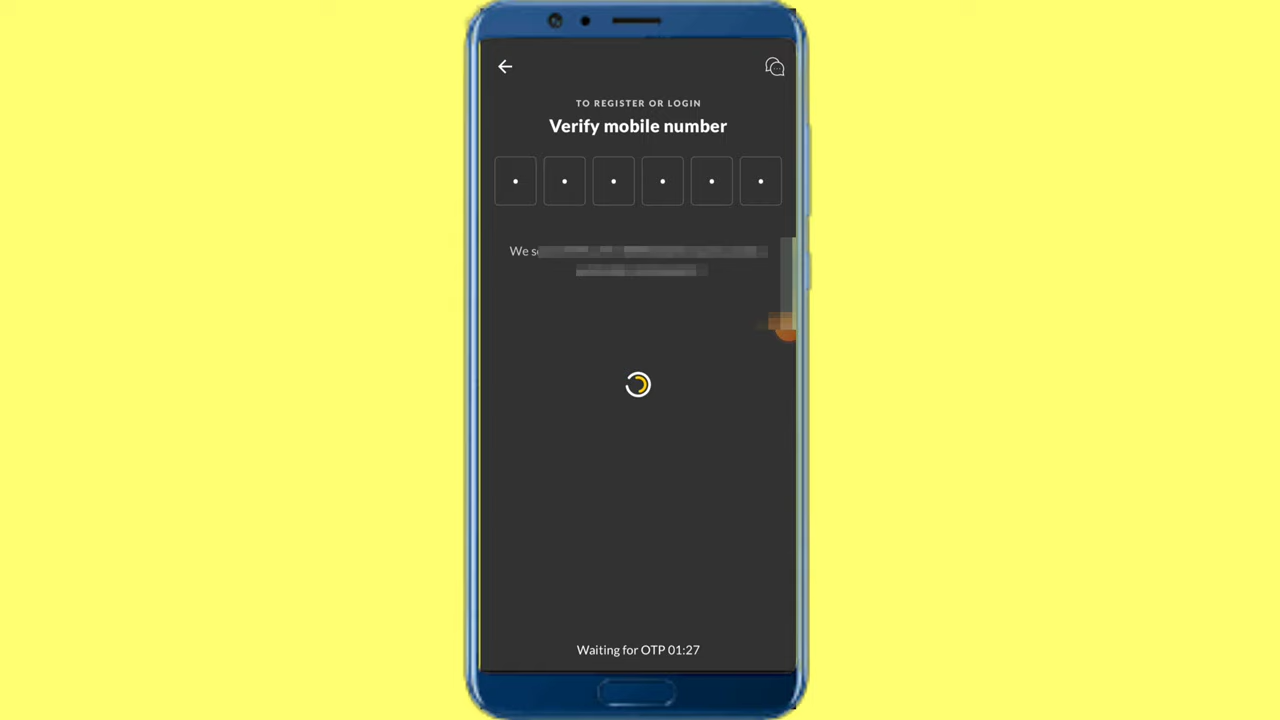 TO REGISTER OR LOGIN
Verify mobile number
We
Waiting for OTP 01:27